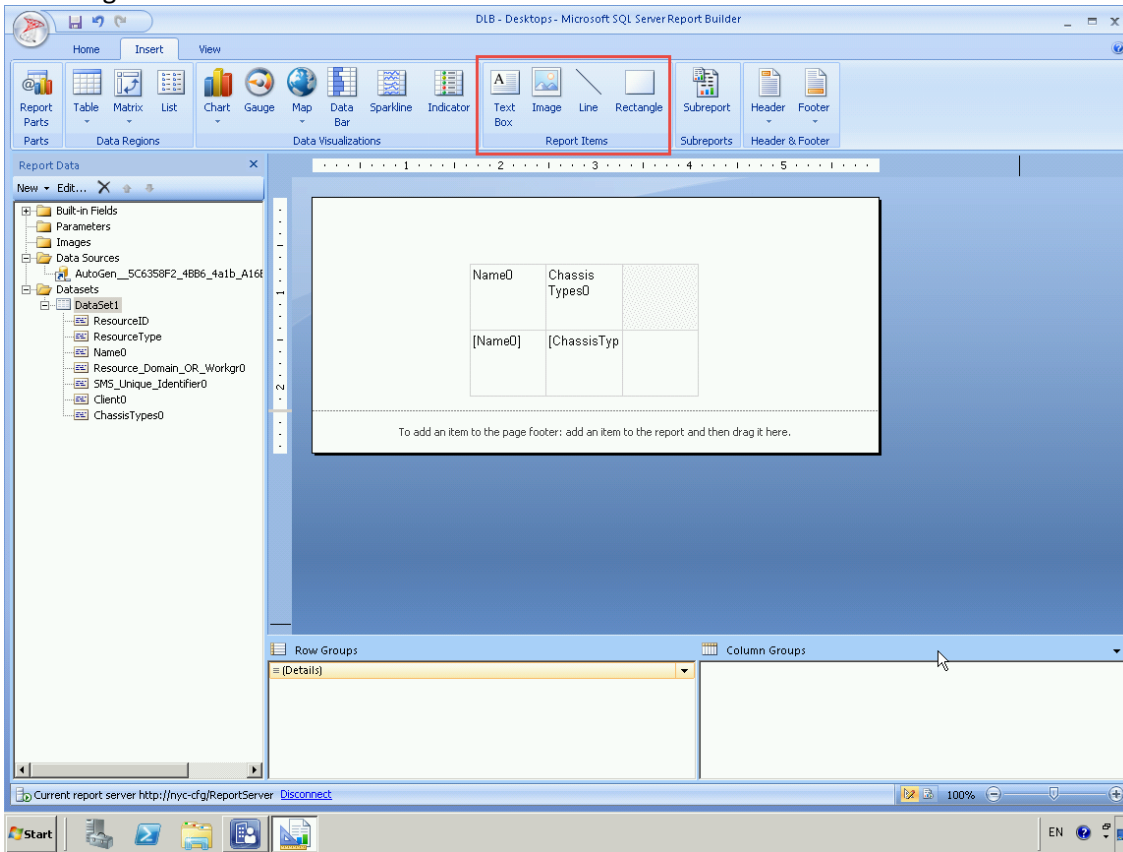 DLB - Desktops - Microsoft SQL Server Report Builder
Home Insert View
Report Parts
Table Matrix List
Chart Gauge Map Data Bar Sparkline Indicator
Text Box Image Line Rectangle
Subreport
Header Footer
Parts Data Regions Data Visualizations Report Items Subreports Header & Footer
Report Data
New Edit...
Built-in Fields
Parameters
Images
Data Sources
AutoGen__5C6358F2_4BB6_4a1b_A16E
Datasets
DataSet1
ResourceID
ResourceType
Name0
Resource_Domain_OR_Workgr0
SMS_Unique_Identifier0
Client0
ChassisTypes0
1 2 3 4 5
1
2
Name0 Chassis
Types0
[Name0] [ChassisTyp
To add an item to the page footer: add an item to the report and then drag it here.
Row Groups Column Groups
(Details)
Current report server http://nyc-cfg/ReportServer Disconnect
100%
Start
EN